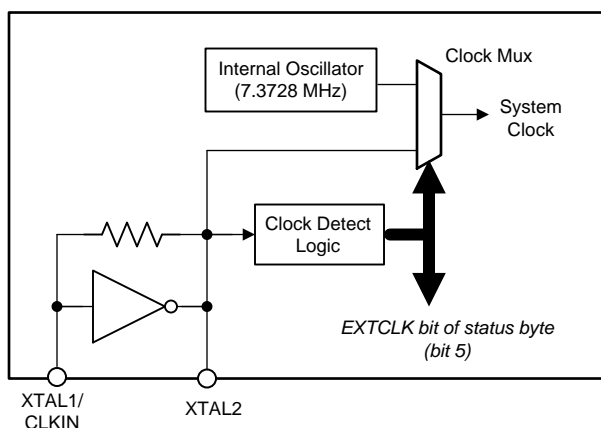 Internal Oscillator
(7.3728 MHz)
Clock Mux
System
Clock
Clock Detect
Logic
EXTCLK bit of status byte
(bit 5)
XTAL1/
CLKIN
XTAL2